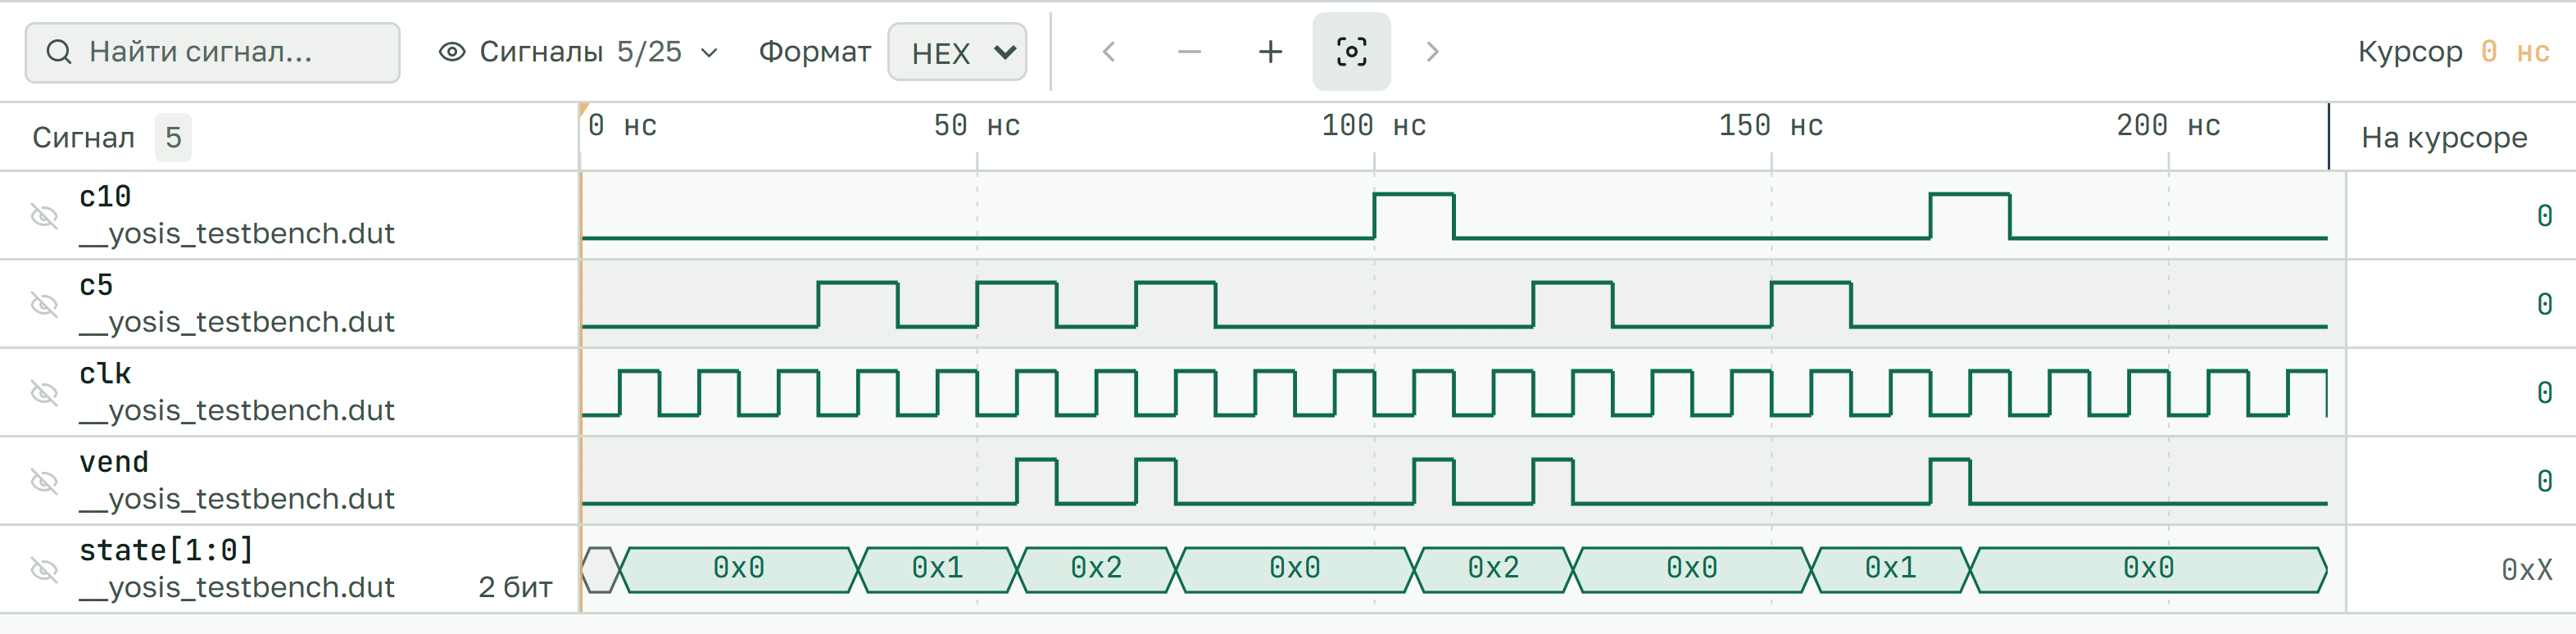 Найти сигнал... Сигналы 5/25 Формат HEX Курсор 0 нс
Сигнал 5 0 нс 50 нс 100 нс 150 нс 200 нс На курсоре
c10
__yosis_testbench.dut 0
c5
__yosis_testbench.dut 0
clk
__yosis_testbench.dut 0
vend
__yosis_testbench.dut 0
state[1:0] 0x0 0x1 0x2 0x0 0x2 0x0 0x1 0x0 0xX
__yosis_testbench.dut 2 бит